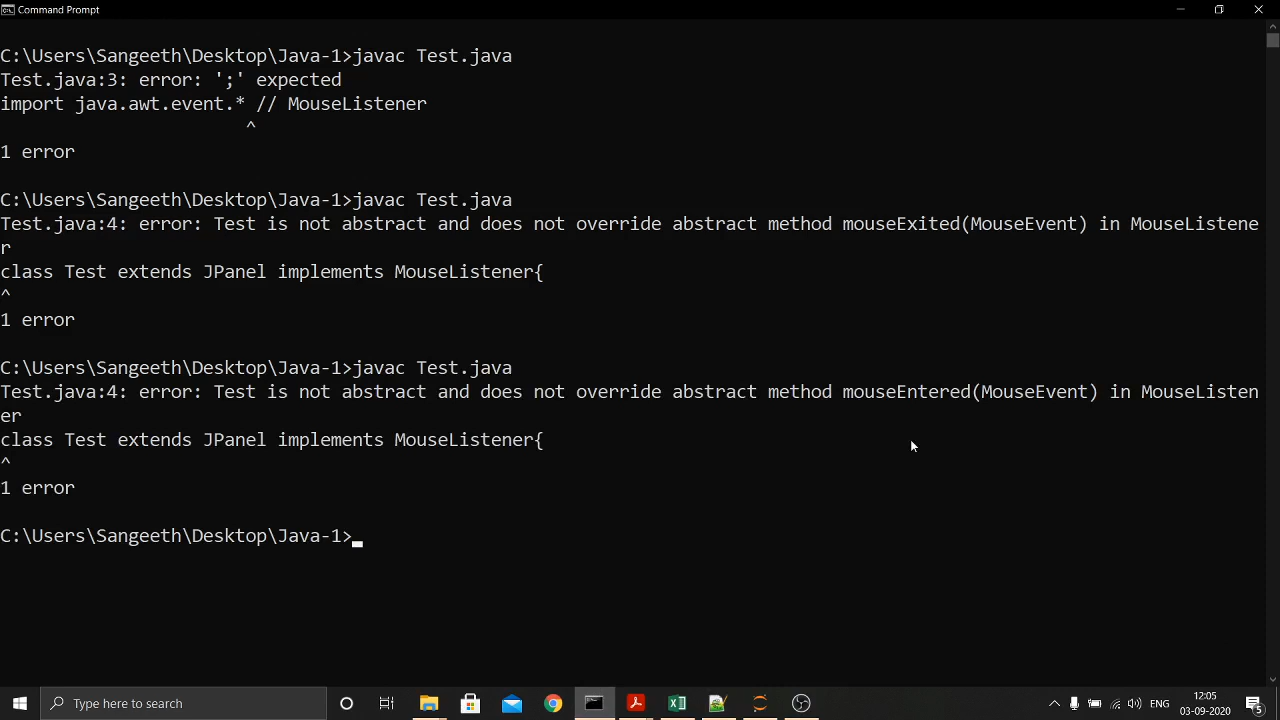 Command Prompt
C:\Users\Sangeeth\Desktop\Java-1>javac Test.java
Test.java:3: error: ';' expected
import java.awt.event.* // MouseListener
^
1 error
C:\Users\Sangeeth\Desktop\Java-1>javac Test.java
Test.java:4: error: Test is not abstract and does not override abstract method mouseExited(MouseEvent) in MouseListene
r
class Test extends JPanel implements MouseListener{
^
1 error
C:\Users\Sangeeth\Desktop\Java-1>javac Test.java
Test.java:4: error: Test is not abstract and does not override abstract method mouseEntered(MouseEvent) in MouseListen
er
class Test extends JPanel implements MouseListener{
^
1 error
C:\Users\Sangeeth\Desktop\Java-1>
Type here to search
ENG
12:05
03-09-2020
5